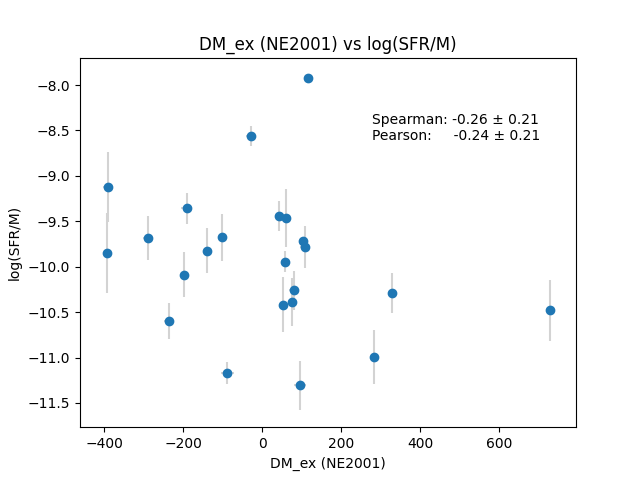 DM_ex (NE2001) vs log(SFR/M)
Spearman: -0.26 ± 0.21
Pearson: -0.24 ± 0.21
log(SFR/M)
−8.0
−8.5
−9.0
−9.5
−10.0
−10.5
−11.0
−11.5
−400 −200 0 200 400 600
DM_ex (NE2001)